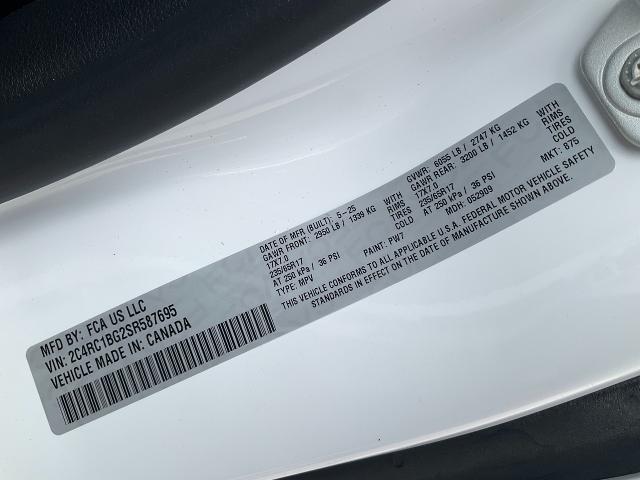 MFD BY: FCA US LLC
VIN: 2C4RC1BG2SR587695
VEHICLE MADE IN: CANADA
DATE OF MFR (BUILT): 5-25
GAWR FRONT: 2950 LB / 1339 KG WITH
17X7.0 RIMS
235/65R17 TIRES
AT 250 kPa / 36 PSI COLD
TYPE: MPV PAINT: PW7
GVWR: 6055 LB / 2747 KG
GAWR REAR: 3200 LB / 1452 KG WITH
17X7.0 RIMS
235/65R17 TIRES
AT 250 kPa / 36 PSI COLD
MDH: 052909 MKT: 875
THIS VEHICLE CONFORMS TO ALL APPLICABLE U.S.A. FEDERAL MOTOR VEHICLE SAFETY
STANDARDS IN EFFECT ON THE DATE OF MANUFACTURE SHOWN ABOVE.